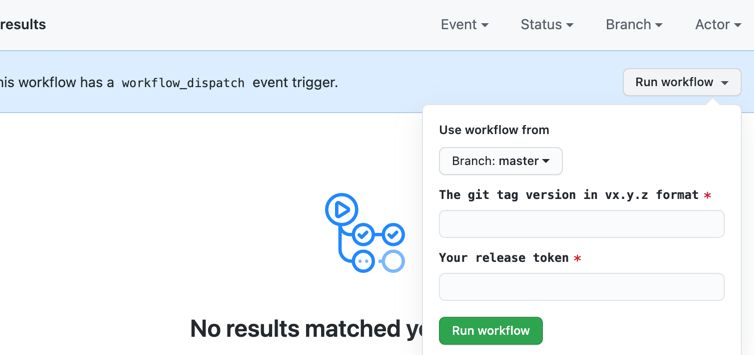 results
Event Status Branch Actor
his workflow has a workflow_dispatch event trigger.
Run workflow
Use workflow from
Branch: master
The git tag version in vx.y.z format *
Your release token *
Run workflow
No results matched